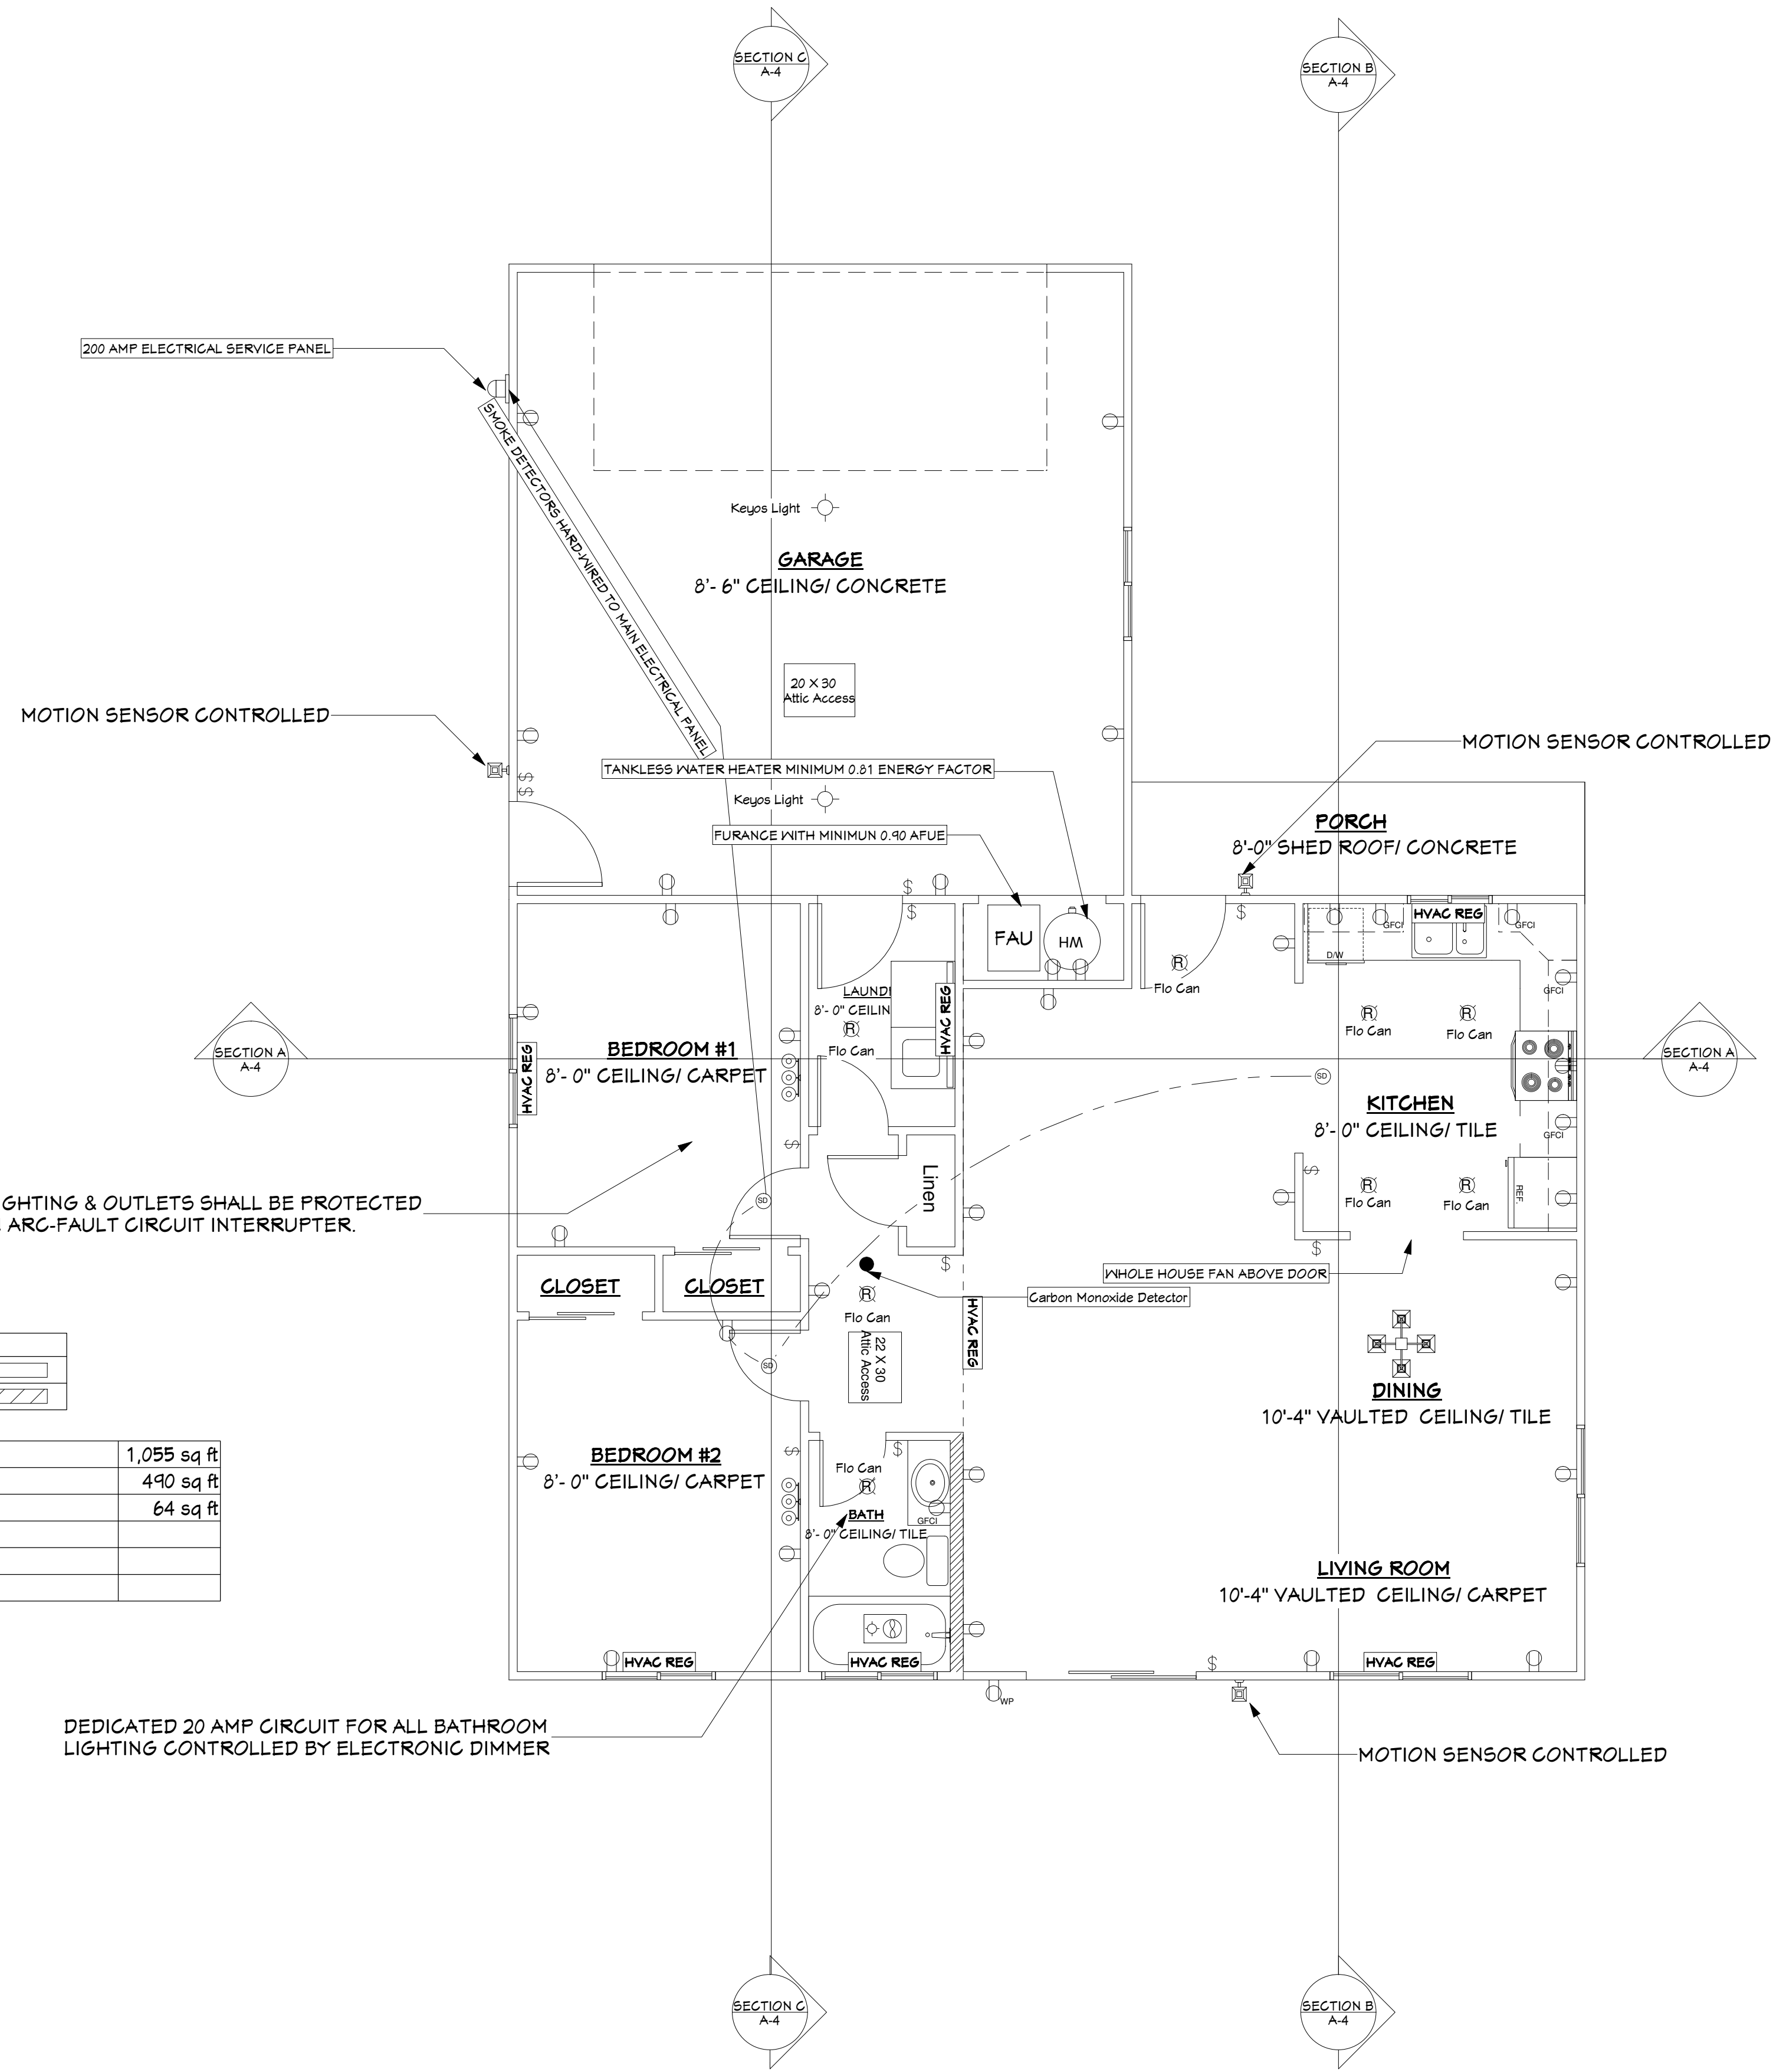 SECTION C
A-4
SECTION B
A-4
200 AMP ELECTRICAL SERVICE PANEL
SMOKE DETECTORS HARD-WIRED TO MAIN ELECTRICAL PANEL
Keyos Light
GARAGE
8'- 6" CEILING/ CONCRETE
20 X 30
Attic Access
MOTION SENSOR CONTROLLED
MOTION SENSOR CONTROLLED
$
$
TANKLESS WATER HEATER MINIMUM 0.81 ENERGY FACTOR
Keyos Light
FURANCE WITH MINIMUN 0.90 AFUE
PORCH
8'-0" SHED ROOF/ CONCRETE
$
$
$
FAU
HW
R
Flo Can
HVAC REG
GFCI
GFCI
D/W
GFCI
LAUND
8'- 0" CEILIN
R
Flo Can
HVAC REG
R
Flo Can
R
Flo Can
SECTION A
A-4
SECTION A
A-4
BEDROOM #1
8'- 0" CEILING/ CARPET
HVAC REG
SD
KITCHEN
8'- 0" CEILING/ TILE
GFCI
$
$
Linen
R
Flo Can
R
Flo Can
REF.
GHTING & OUTLETS SHALL BE PROTECTED
ARC-FAULT CIRCUIT INTERRUPTER.
SD
$
$
WHOLE HOUSE FAN ABOVE DOOR
Carbon Monoxide Detector
CLOSET
CLOSET
R
Flo Can
HVAC REG
22 X 30
Attic Access
SD
DINING
10'-4" VAULTED CEILING/ TILE
1,055 sq ft
490 sq ft
64 sq ft
BEDROOM #2
8'- 0" CEILING/ CARPET
$
$
Flo Can
R
BATH
GFCI
8'- 0" CEILING/ TILE
LIVING ROOM
10'-4" VAULTED CEILING/ CARPET
HVAC REG
HVAC REG
$
HVAC REG
WP
DEDICATED 20 AMP CIRCUIT FOR ALL BATHROOM
LIGHTING CONTROLLED BY ELECTRONIC DIMMER
MOTION SENSOR CONTROLLED
SECTION C
A-4
SECTION B
A-4